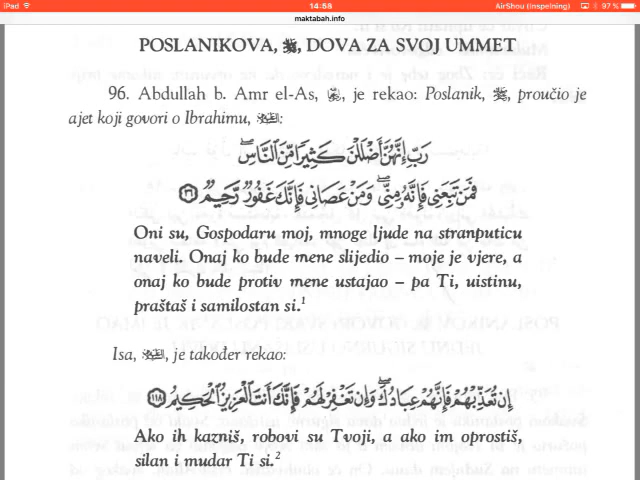 iPad 14:58 AirShou (Inspelning) 97 %
maktabah.info
POSLANIKOVA, ﷺ, DOVA ZA SVOJ UMMET
96. Abdullah b. Amr el-As, , je rekao: Poslanik, ﷺ, proučio je
ajet koji govori o Ibrahimu, :
رَبِّ إِنَّهُنَّ أَضْلَلْنَ كَثِيرًا مِّنَ النَّاسِ ۖ
فَمَن تَبِعَنِي فَإِنَّهُ مِنِّي ۖ وَمَنْ عَصَانِي فَإِنَّكَ غَفُورٌ رَّحِيمٌ ﴿٣٦﴾
Oni su, Gospodaru moj, mnoge ljude na stranputicu
naveli. Onaj ko bude mene slijedio – moje je vjere, a
onaj ko bude protiv mene ustajao – pa Ti, uistinu,
praštaš i samilostan si.¹
Isa, , je također rekao:
إِن تُعَذِّبْهُمْ فَإِنَّهُمْ عِبَادُكَ ۖ وَإِن تَغْفِرْ لَهُمْ فَإِنَّكَ أَنتَ الْعَزِيزُ الْحَكِيمُ ﴿١١٨﴾
Ako ih kazniš, robovi su Tvoji, a ako im oprostiš,
silan i mudar Ti si.²